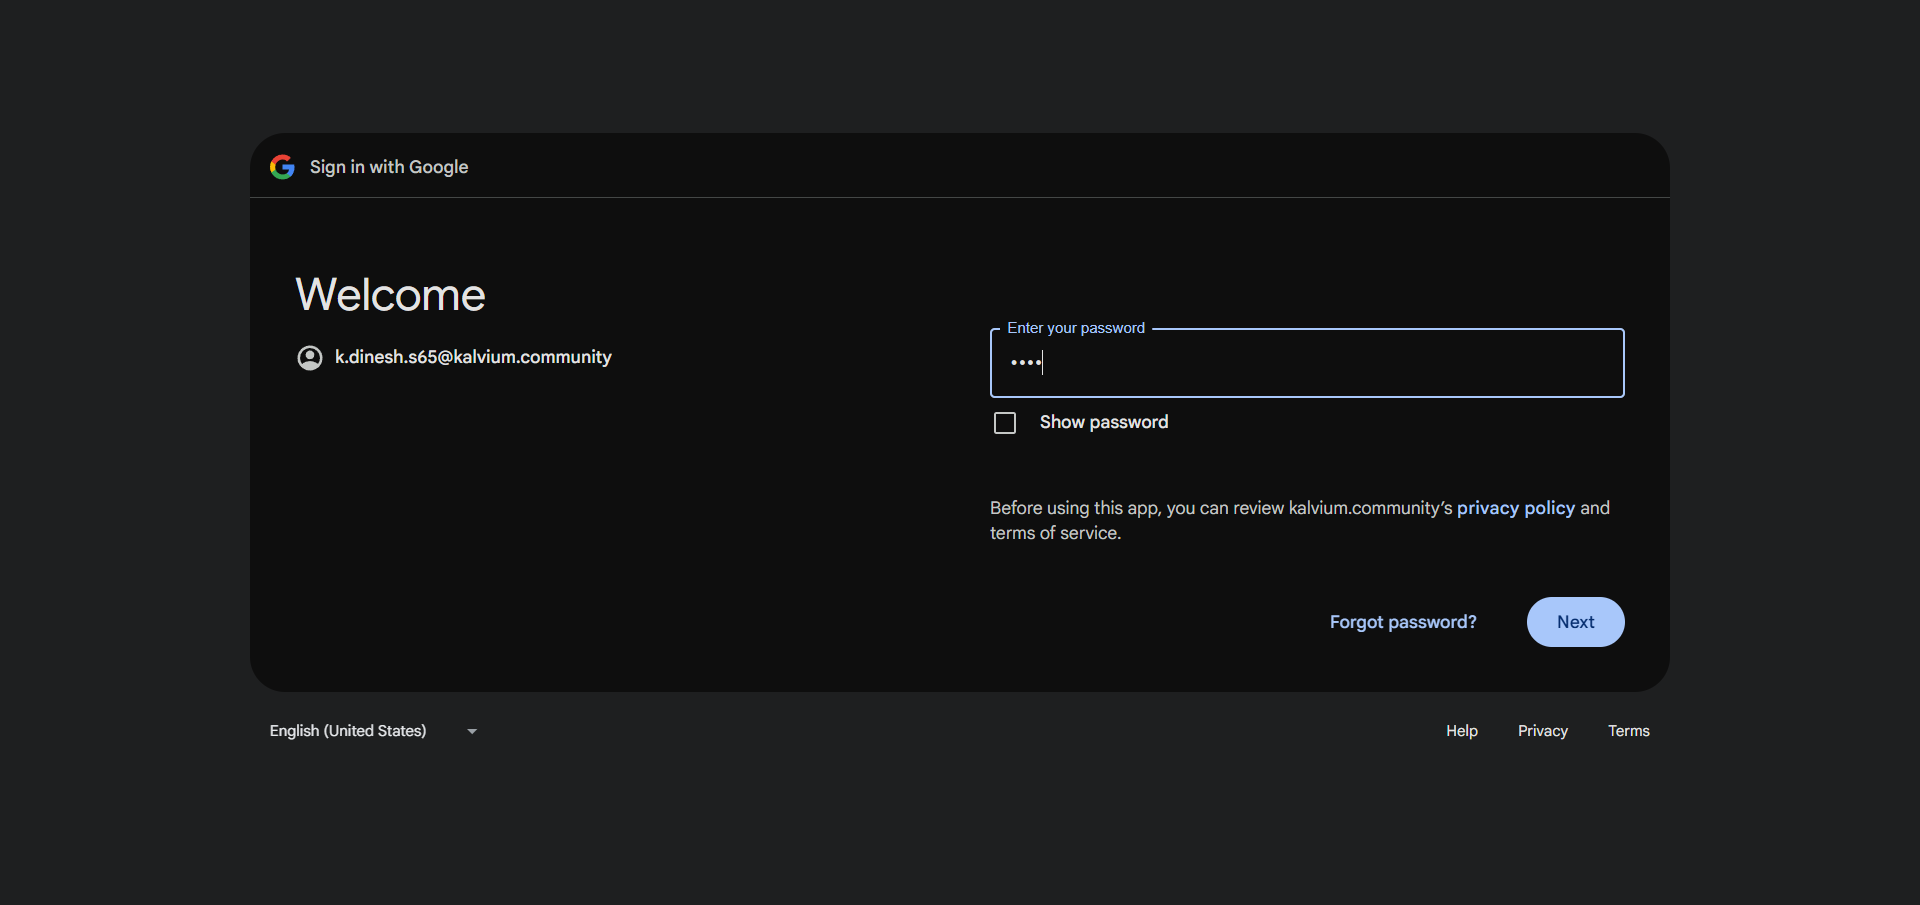 Sign in with Google
Welcome
k.dinesh.s65@kalvium.community
Enter your password
••••
Show password
Before using this app, you can review kalvium.community’s privacy policy and
terms of service.
Forgot password?
Next
English (United States)
Help
Privacy
Terms